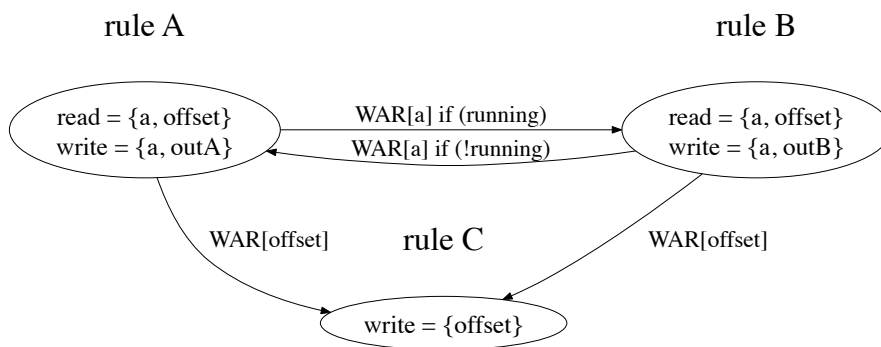 rule A
rule B
read = {a, offset}
write = {a, outA}
WAR[a] if (running)
WAR[a] if (!running)
read = {a, offset}
write = {a, outB}
WAR[offset]
rule C
WAR[offset]
write = {offset}